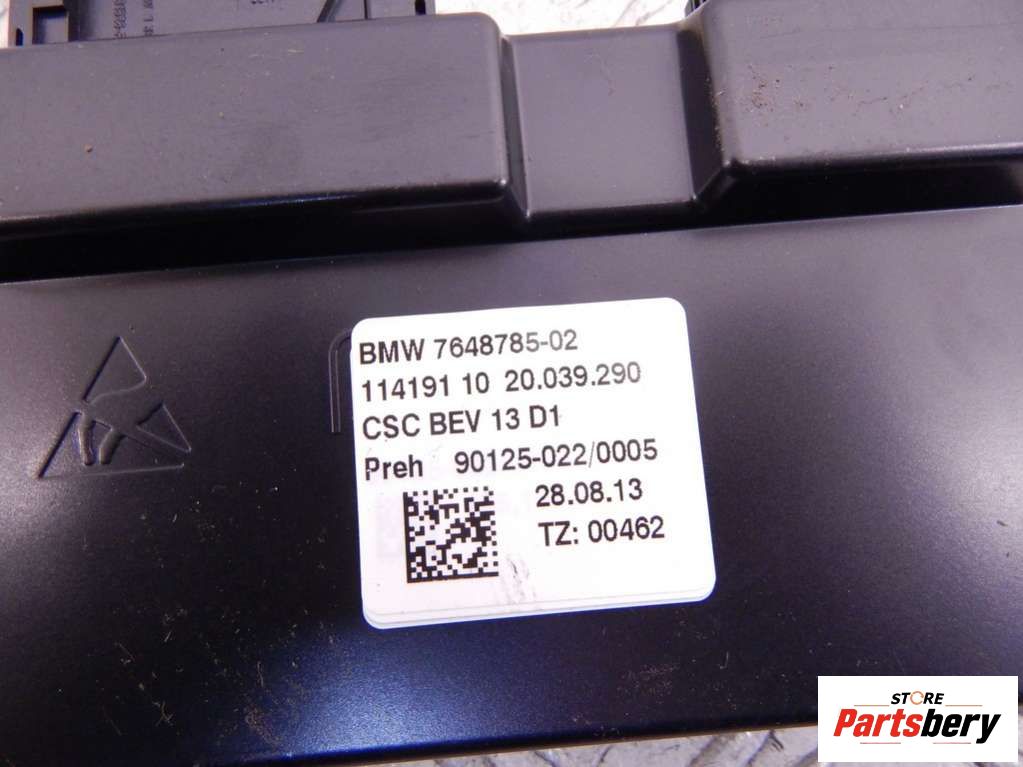 BMW 7648785-02
114191 10 20.039.290
CSC BEV 13 D1
Preh 90125-022/0005
28.08.13
TZ: 00462
STORE
Partsbery